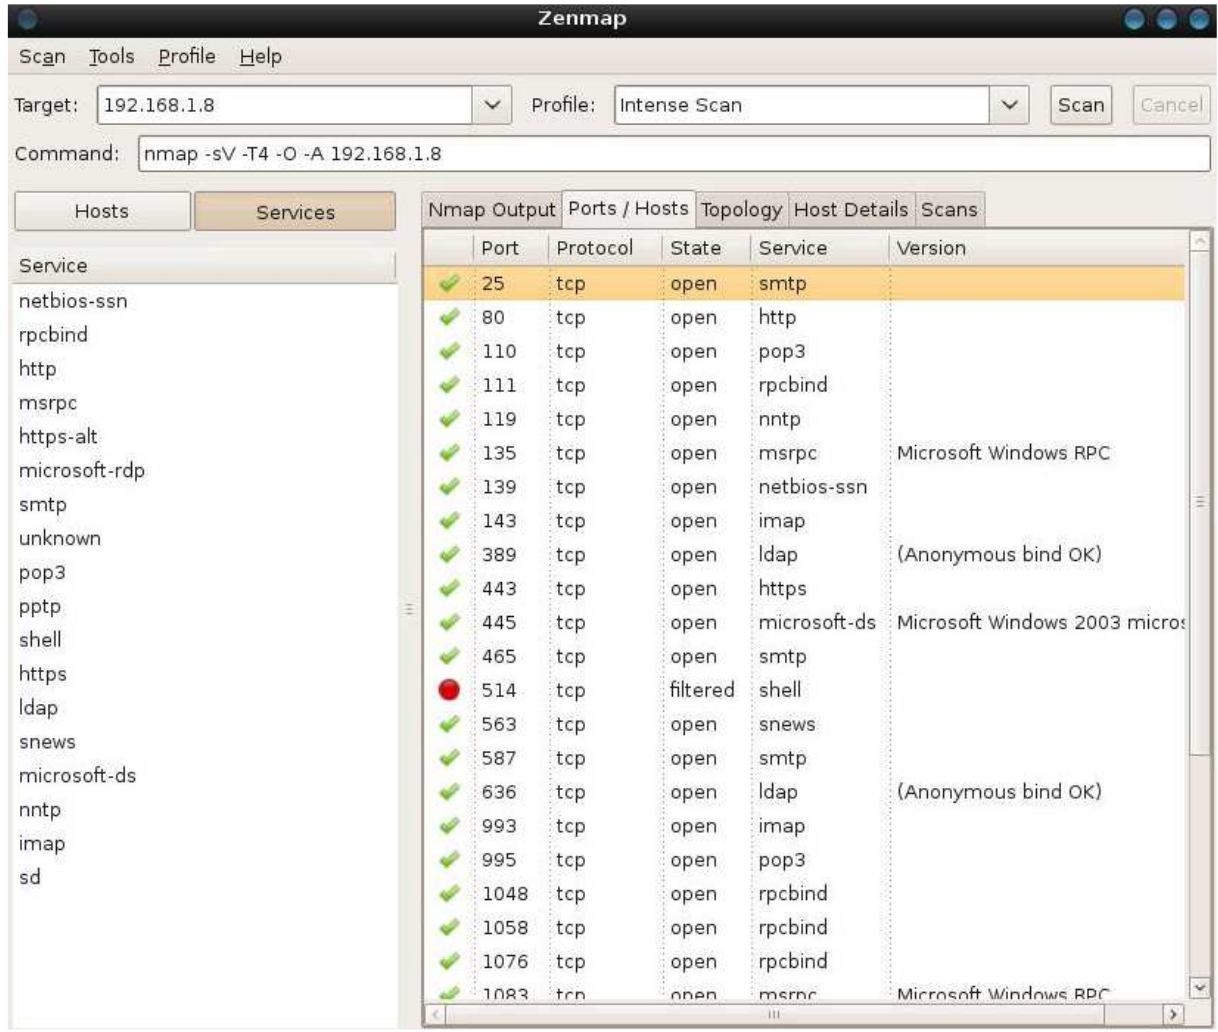 Zenmap
Scan Tools Profile Help
Target: 192.168.1.8 Profile: Intense Scan Scan Cancel
Command: nmap -sV -T4 -O -A 192.168.1.8
Hosts Services
Service
netbios-ssn
rpcbind
http
msrpc
https-alt
microsoft-rdp
smtp
unknown
pop3
pptp
shell
https
ldap
snews
microsoft-ds
nntp
imap
sd
Nmap Output Ports / Hosts Topology Host Details Scans
Port Protocol State Service Version
25 tcp open smtp
80 tcp open http
110 tcp open pop3
111 tcp open rpcbind
119 tcp open nntp
135 tcp open msrpc Microsoft Windows RPC
139 tcp open netbios-ssn
143 tcp open imap
389 tcp open ldap (Anonymous bind OK)
443 tcp open https
445 tcp open microsoft-ds Microsoft Windows 2003 micros
465 tcp open smtp
514 tcp filtered shell
563 tcp open snews
587 tcp open smtp
636 tcp open ldap (Anonymous bind OK)
993 tcp open imap
995 tcp open pop3
1048 tcp open rpcbind
1058 tcp open rpcbind
1076 tcp open rpcbind
1083 tcp open msrpc Microsoft Windows RPC